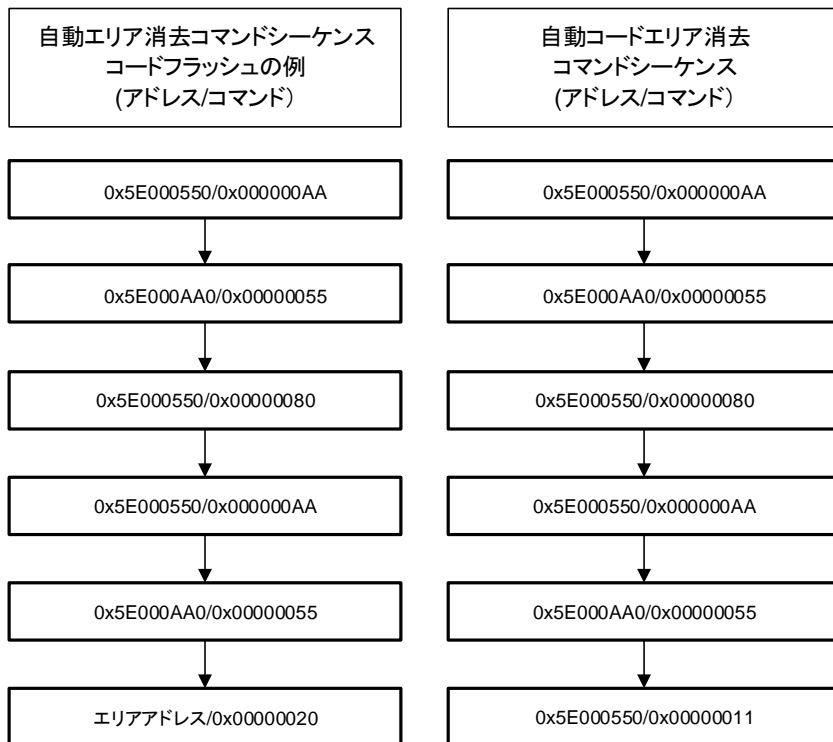 自動エリア消去コマンドシーケンス
コードフラッシュの例
(アドレス/コマンド）
0x5E000550/0x000000AA
0x5E000AA0/0x00000055
0x5E000550/0x00000080
0x5E000550/0x000000AA
0x5E000AA0/0x00000055
エリアアドレス/0x00000020
自動コードエリア消去
コマンドシーケンス
(アドレス/コマンド）
0x5E000550/0x000000AA
0x5E000AA0/0x00000055
0x5E000550/0x00000080
0x5E000550/0x000000AA
0x5E000AA0/0x00000055
0x5E000550/0x00000011